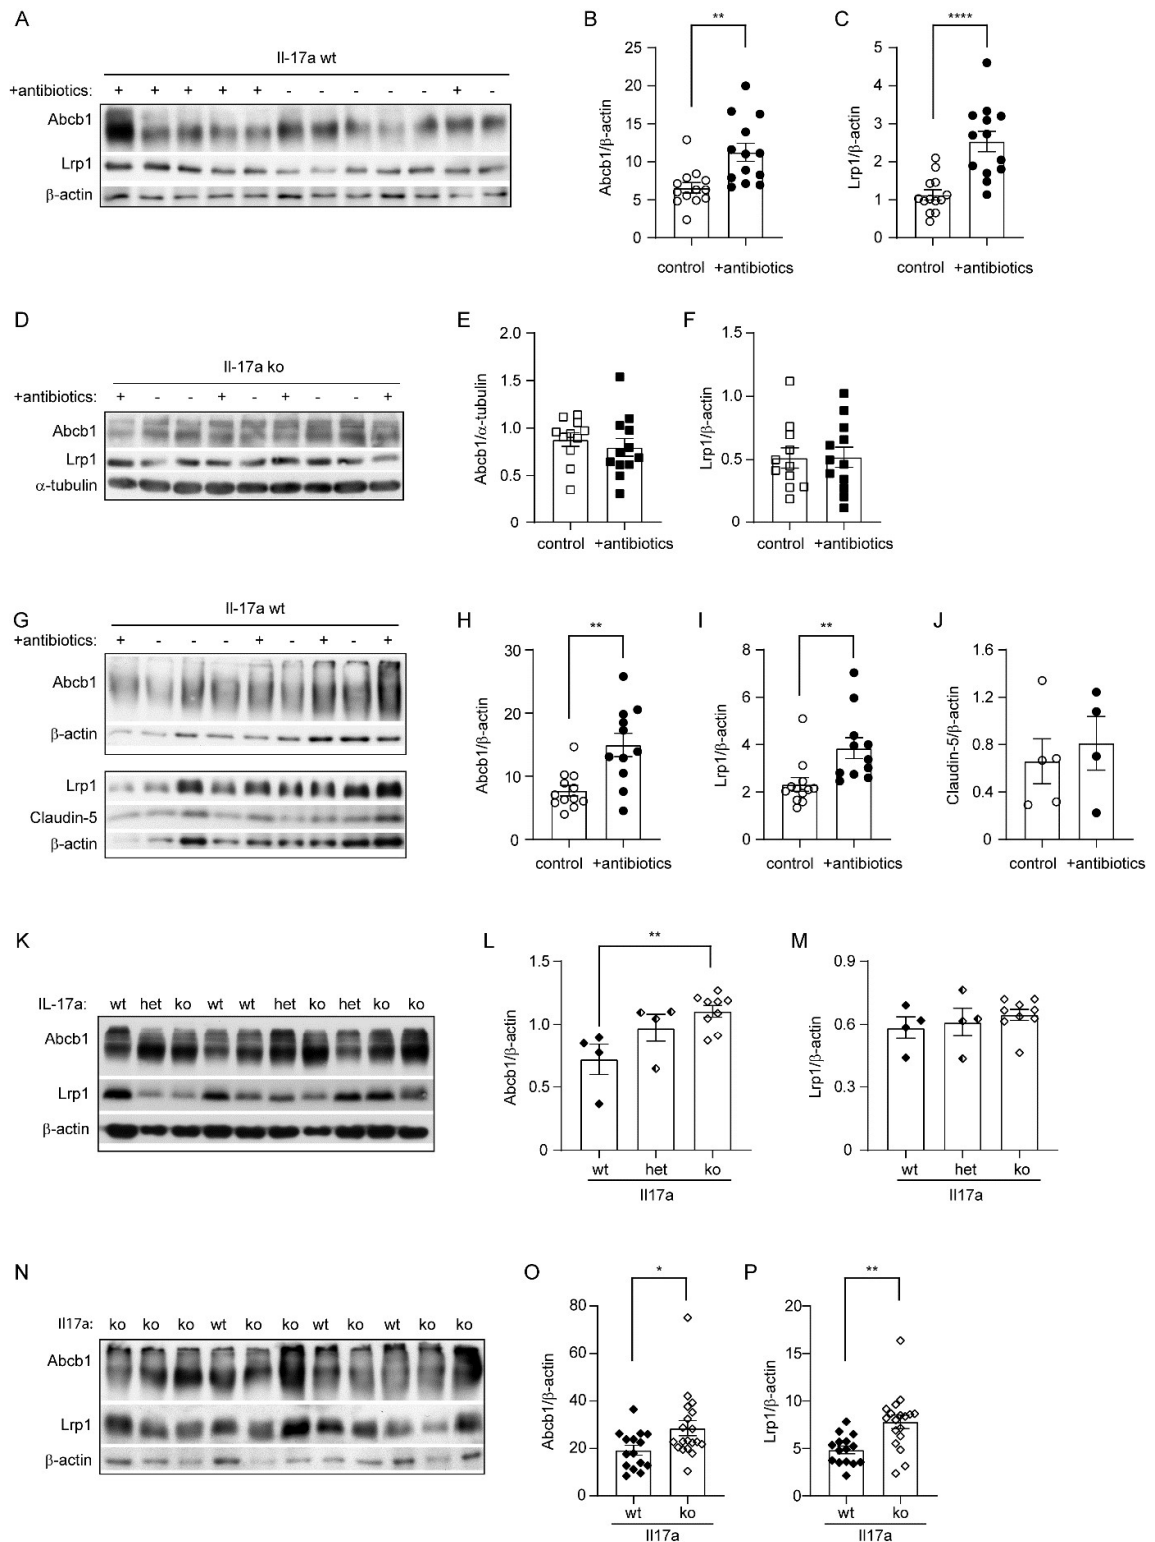 A
Il-17a wt
+antibiotics: + + + + + - - - - - + -
Abcb1
Lrp1
β-actin
B
**
Abcb1/β-actin
25
20
15
10
5
0
control +antibiotics
C
****
Lrp1/β-actin
5
4
3
2
1
0
control +antibiotics
D
Il-17a ko
+antibiotics: + - - + - + - - +
Abcb1
Lrp1
α-tubulin
E
Abcb1/α-tubulin
2.0
1.5
1.0
0.5
0
control +antibiotics
F
Lrp1/β-actin
1.5
1.0
0.5
0
control +antibiotics
G
Il-17a wt
+antibiotics: + - - - + - + - +
Abcb1
β-actin
Lrp1
Claudin-5
β-actin
H
**
Abcb1/β-actin
30
20
10
0
control +antibiotics
I
**
Lrp1/β-actin
8
6
4
2
0
control +antibiotics
J
Claudin-5/β-actin
1.6
1.2
0.8
0.4
0
control +antibiotics
K
IL-17a: wt het ko wt wt het ko het ko ko
Abcb1
Lrp1
β-actin
L
**
Abcb1/β-actin
1.5
1.0
0.5
0
wt het ko
Il17a
M
Lrp1/β-actin
0.9
0.6
0.3
0
wt het ko
Il17a
N
Il17a: ko ko ko wt ko ko wt ko wt ko ko
Abcb1
Lrp1
β-actin
O
*
Abcb1/β-actin
80
60
40
20
0
wt ko
Il17a
P
**
Lrp1/β-actin
20
15
10
5
0
wt ko
Il17a